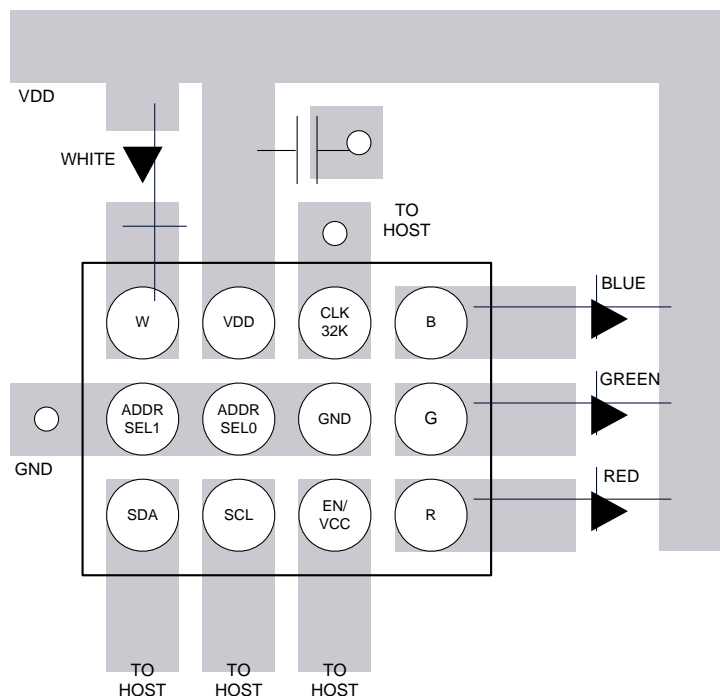 VDD
WHITE
TO
HOST
BLUE
W
VDD
CLK
32K
B
GREEN
ADDR
SEL1
ADDR
SEL0
GND
G
GND
RED
SDA
SCL
EN/
VCC
R
TO
HOST
TO
HOST
TO
HOST